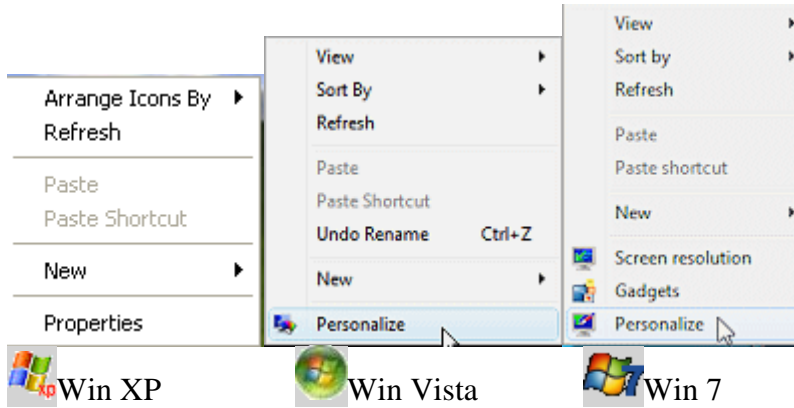 Arrange Icons By
Refresh
Paste
Paste Shortcut
New
Properties
View
Sort By
Refresh
Paste
Paste Shortcut
Undo Rename Ctrl+Z
New
Personalize
View
Sort by
Refresh
Paste
Paste shortcut
New
Screen resolution
Gadgets
Personalize
xp Win XP
Win Vista
7 Win 7